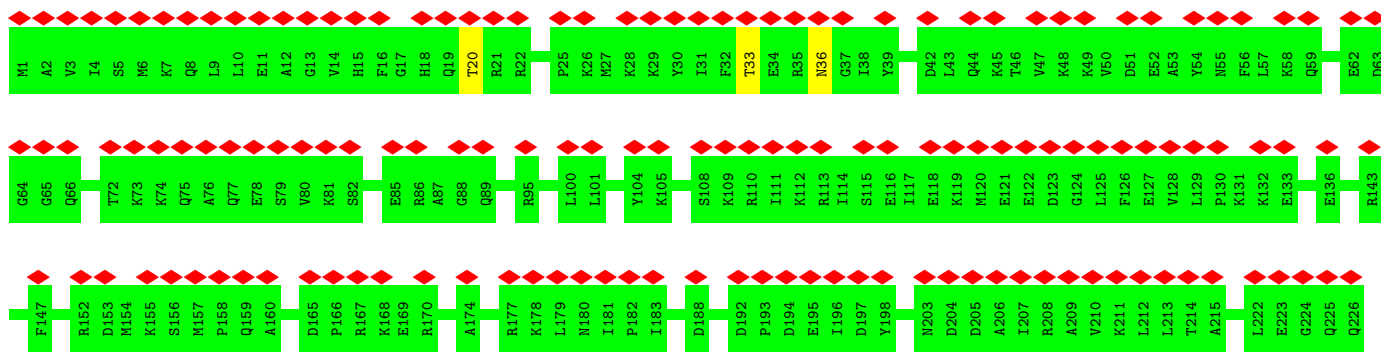 M1 A2 V3 I4 S5 M6 K7 Q8 L9 L10 E11 A12 G13 V14 H15 F16 G17 H18 Q19 T20 R21 R22 P25 K26 M27 K28 K29 Y30 I31 F32 T33 E34 R35 N36 G37 I38 Y39 D42 L43 Q44 K45 T46 V47 K48 K49 V50 D51 E52 A53 Y54 N55 F56 L57 K58 Q59 E62 D63
G64 G65 Q66 T72 K73 K74 Q75 A76 Q77 E78 S79 V80 K81 S82 E85 R86 A87 G88 Q89 R95 L100 L101 Y104 K105 S108 K109 R110 I111 K112 R113 I114 S115 E116 I117 E118 K119 M120 E121 E122 D123 G124 L125 F126 E127 V128 L129 P130 K131 K132 E133 E136 R143
F147 R152 D153 M154 K155 S156 M157 P158 Q159 A160 D165 P166 R167 K168 E169 R170 A174 R177 K178 L179 N180 I181 P182 I183 D188 D192 P193 D194 E195 I196 D197 Y198 N203 D204 D205 A206 I207 R208 A209 V210 K211 L212 L213 T214 A215 L222 E223 G224 Q225 Q226